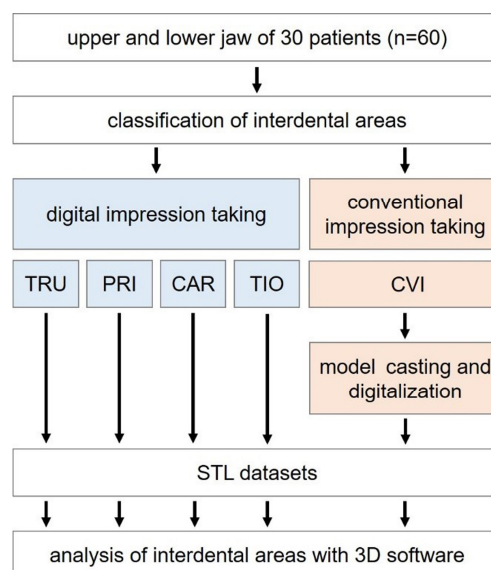 upper and lower jaw of 30 patients (n=60)
classification of interdental areas
digital impression taking
conventional
impression taking
TRU PRI CAR TIO CVI
model casting and
digitalization
STL datasets
analysis of interdental areas with 3D software